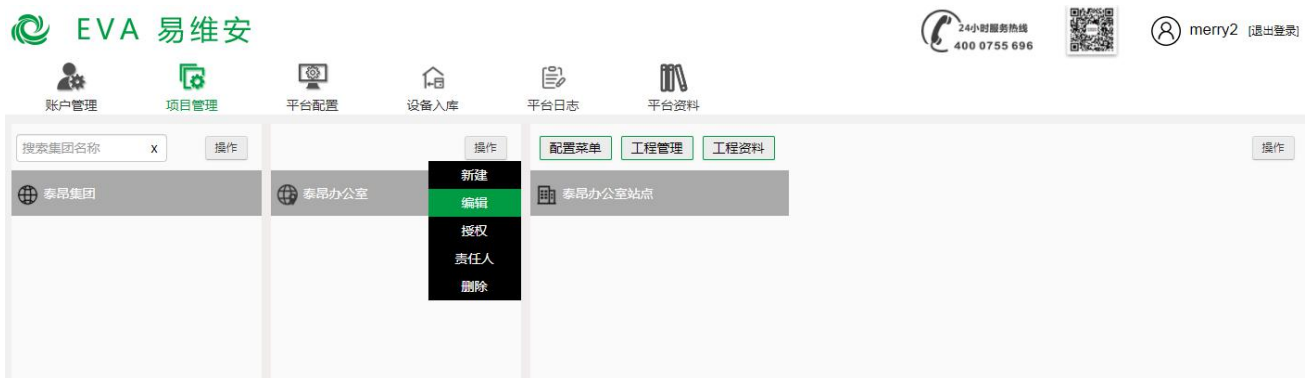 EVA 易维安
24小时服务热线
400 0755 696
merry2 [退出登录]
账户管理 项目管理 平台配置 设备入库 平台日志 平台资料
搜索集团名称 x 操作 操作 配置菜单 工程管理 工程资料 操作
泰昂集团 泰昂办公室 泰昂办公室站点
新建
编辑
授权
责任人
删除